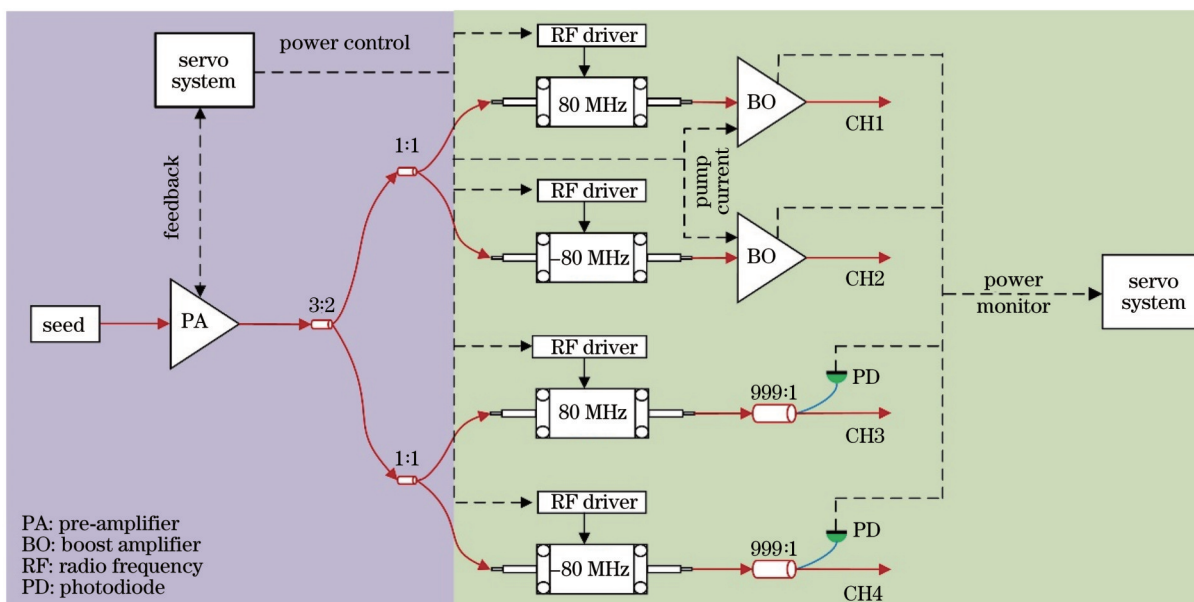 servo
system
power control
feedback
seed
PA
3:2
1:1
1:1
RF driver
80 MHz
BO
CH1
pump
current
RF driver
–80 MHz
BO
CH2
RF driver
80 MHz
999:1
PD
CH3
RF driver
–80 MHz
999:1
PD
CH4
power
monitor
servo
system
PA: pre-amplifier
BO: boost amplifier
RF: radio frequency
PD: photodiode